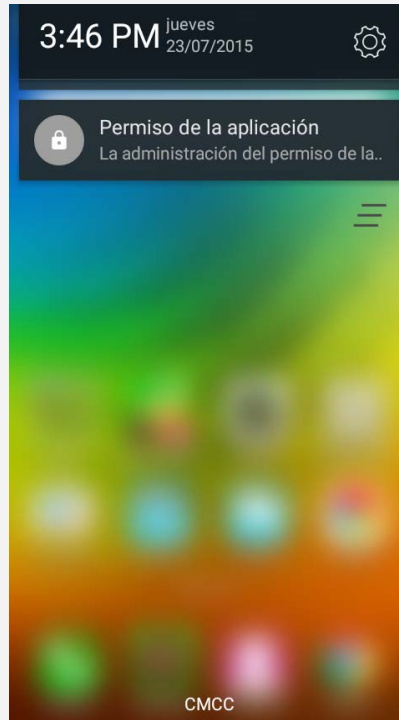 3:46 PM
jueves
23/07/2015
Permiso de la aplicación
La administración del permiso de la..
CMCC